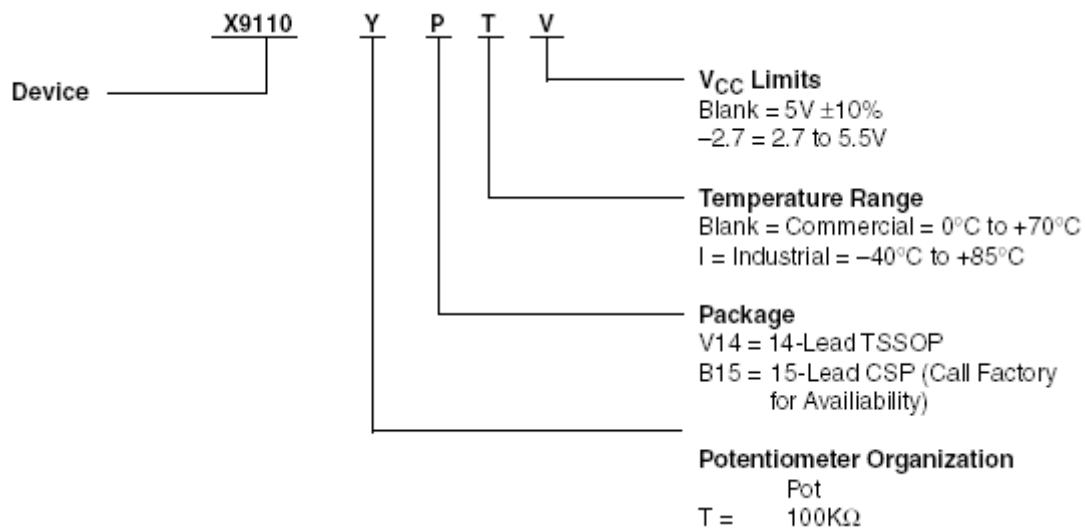 X9110 Y P T V
Device
VCC Limits
Blank = 5V ±10%
–2.7 = 2.7 to 5.5V
Temperature Range
Blank = Commercial = 0°C to +70°C
I = Industrial = –40°C to +85°C
Package
V14 = 14-Lead TSSOP
B15 = 15-Lead CSP (Call Factory
for Availiability)
Potentiometer Organization
Pot
T = 100KΩ